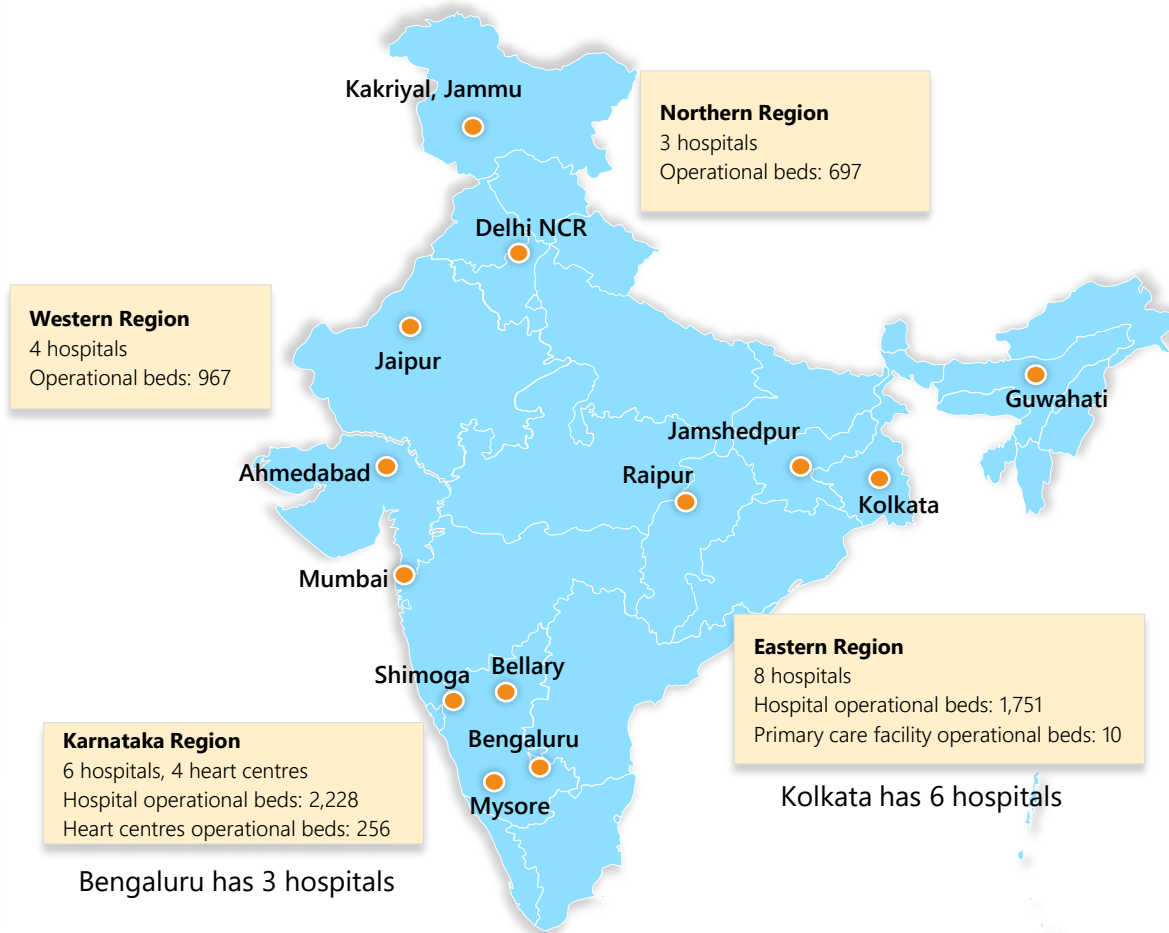 Kakriyal, Jammu
Northern Region
3 hospitals
Operational beds: 697
Delhi NCR
Western Region
4 hospitals
Operational beds: 967
Jaipur
Guwahati
Jamshedpur
Ahmedabad
Raipur
Kolkata
Mumbai
Eastern Region
8 hospitals
Hospital operational beds: 1,751
Primary care facility operational beds: 10
Kolkata has 6 hospitals
Shimoga
Bellary
Bengaluru
Mysore
Karnataka Region
6 hospitals, 4 heart centres
Hospital operational beds: 2,228
Heart centres operational beds: 256
Bengaluru has 3 hospitals